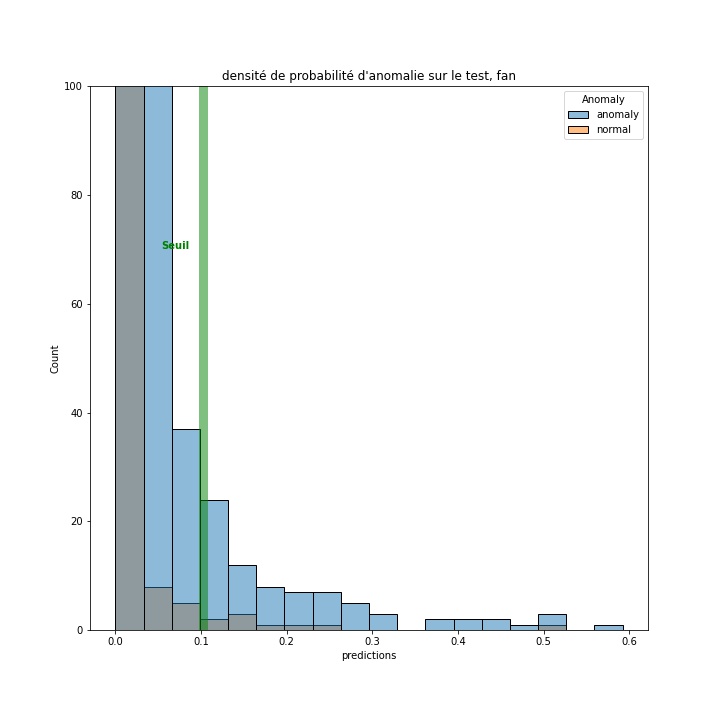 densité de probabilité d'anomalie sur le test, fan
Anomaly
anomaly
normal
100
80
60
40
20
0
Count
Seuil
0.0 0.1 0.2 0.3 0.4 0.5 0.6
predictions